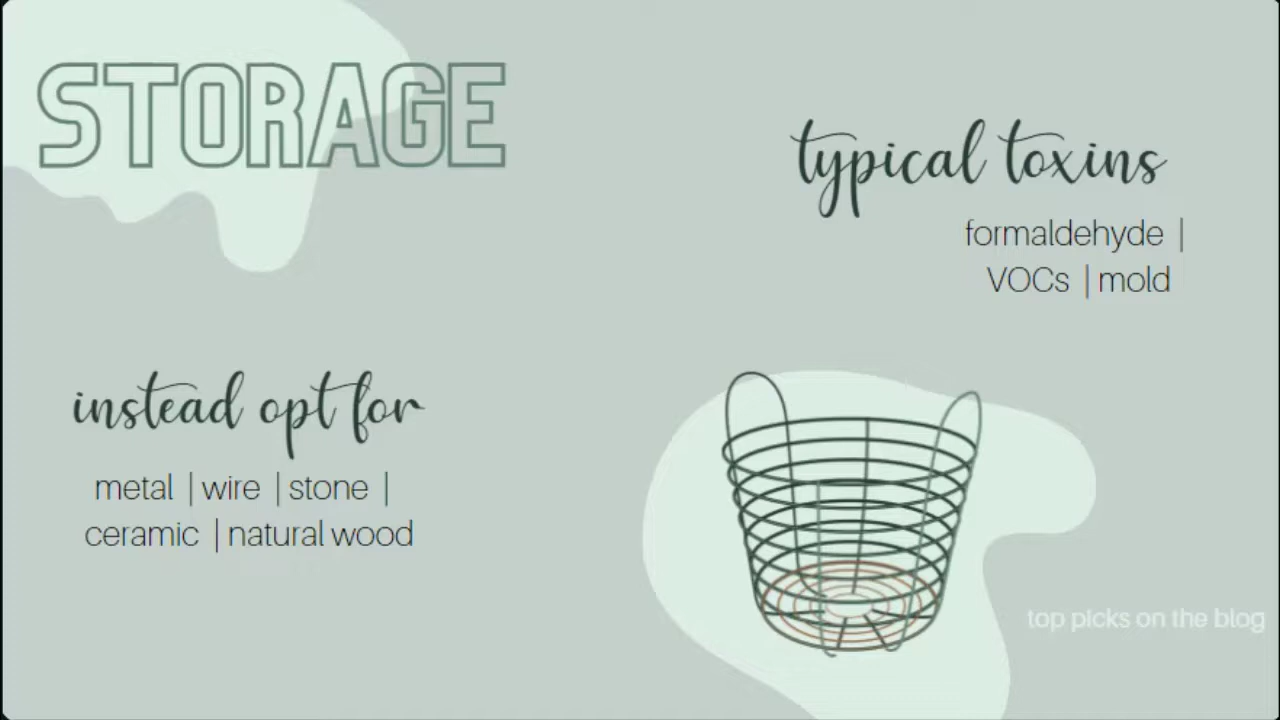 STORAGE
typical toxins
formaldehyde |
VOCs | mold
instead opt for
metal | wire | stone |
ceramic | natural wood
top picks on the blog